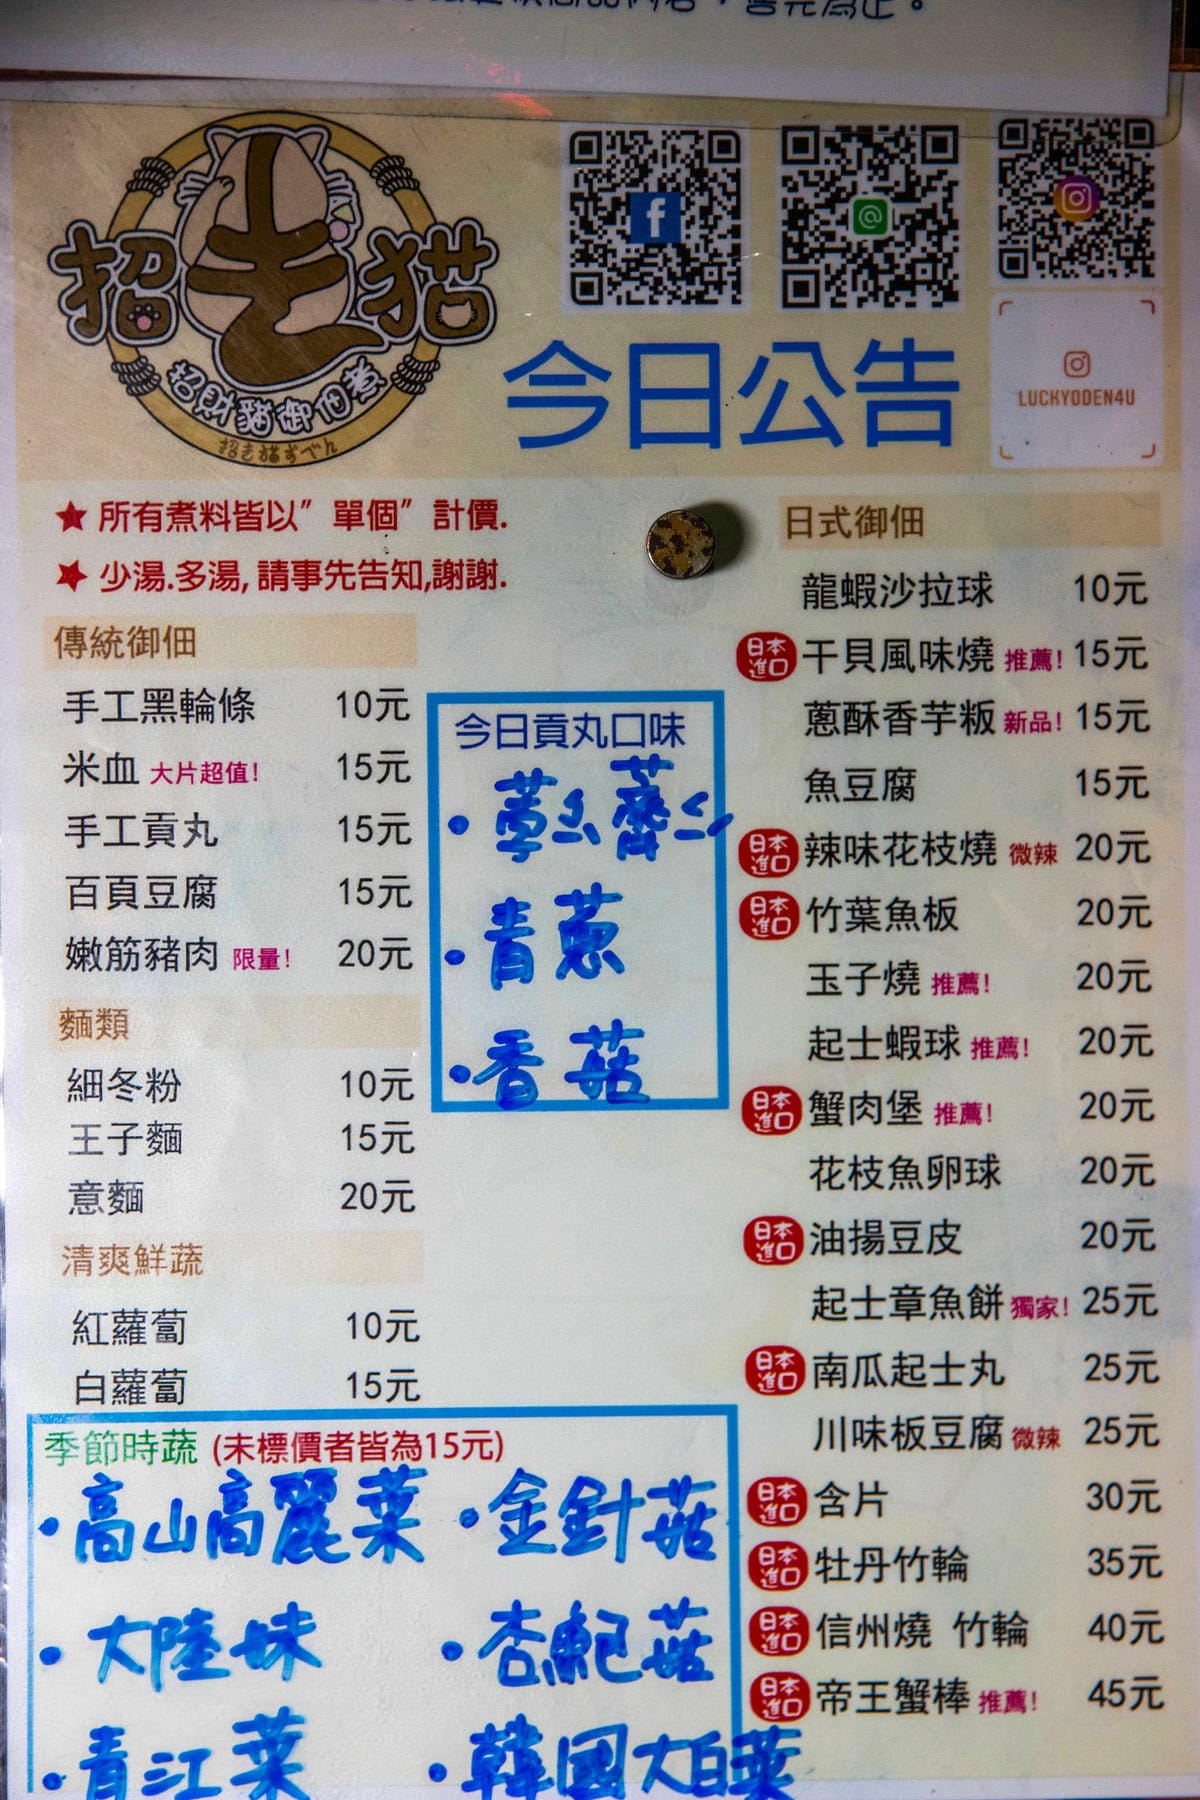 招き猫
招財貓御佃煮
招き猫おでん
今日公告
LUCKYODEN4U
★ 所有煮料皆以"單個"計價.
★ 少湯.多湯, 請事先告知,謝謝.
傳統御佃
手工黑輪條 10元
米血 大片超值! 15元
手工貢丸 15元
百頁豆腐 15元
嫩筋豬肉 限量! 20元
麵類
細冬粉 10元
王子麵 15元
意麵 20元
清爽鮮蔬
紅蘿蔔 10元
白蘿蔔 15元
今日貢丸口味
・青蔥
・香菇
季節時蔬 (未標價者皆為15元)
・高山高麗菜
・金針菇
・大陸妹
・杏鮑菇
・青江菜
・韓國大白菜
日式御佃
龍蝦沙拉球 10元
日本進口 干貝風味燒 推薦! 15元
蔥酥香芋粄 新品! 15元
魚豆腐 15元
日本進口 辣味花枝燒 微辣 20元
日本進口 竹葉魚板 20元
玉子燒 推薦! 20元
起士蝦球 推薦! 20元
日本進口 蟹肉堡 推薦! 20元
花枝魚卵球 20元
日本進口 油揚豆皮 20元
起士章魚餅 獨家! 25元
日本進口 南瓜起士丸 25元
川味板豆腐 微辣 25元
日本進口 含片 30元
日本進口 牡丹竹輪 35元
日本進口 信州燒 竹輪 40元
日本進口 帝王蟹棒 推薦! 45元